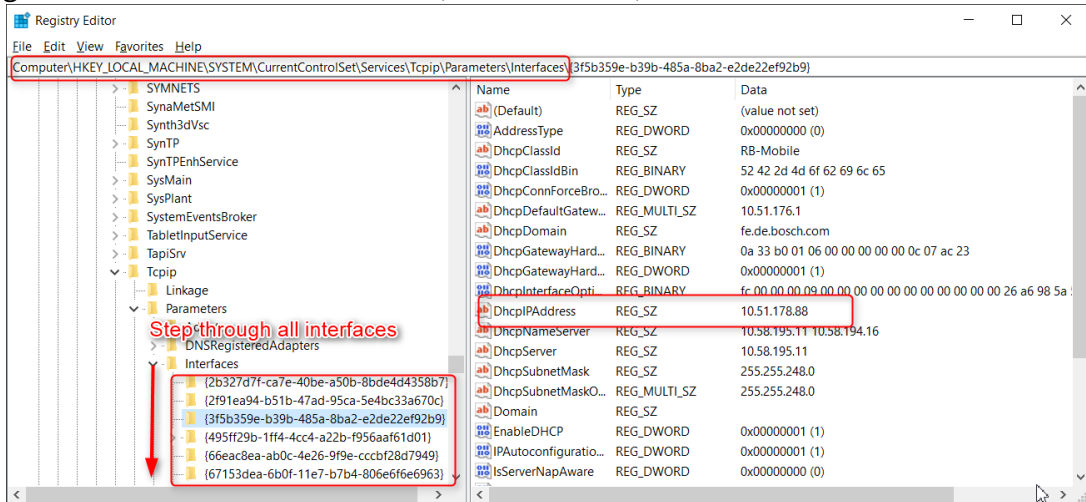 Registry Editor
File Edit View Favorites Help
Computer\HKEY_LOCAL_MACHINE\SYSTEM\CurrentControlSet\Services\Tcpip\Parameters\Interfaces\{3f5b359e-b39b-485a-8ba2-e2de22ef92b9}
SYMNETS
SynaMetSMI
Synth3dVsc
SynTP
SynTPEnhService
SysMain
SysPlant
SystemEventsBroker
TabletInputService
TapiSrv
Tcpip
Linkage
Parameters
Step through all interfaces
DNSRegisteredAdapters
Interfaces
{2b327d7f-ca7e-40be-a50b-8bde4d4358b7}
{2f91ea94-b51b-47ad-95ca-5e4bc33a670c}
{3f5b359e-b39b-485a-8ba2-e2de22ef92b9}
{495ff29b-1ff4-4cc4-a22b-f956aaf61d01}
{66eac8ea-ab0c-4e26-9f9e-cccbf28d7949}
{67153dea-6b0f-11e7-b7b4-806e6f6e6963}
Name Type Data
(Default) REG_SZ (value not set)
AddressType REG_DWORD 0x00000000 (0)
DhcpClassId REG_SZ RB-Mobile
DhcpClassIdBin REG_BINARY 52 42 2d 4d 6f 62 69 6c 65
DhcpConnForceBro... REG_DWORD 0x00000001 (1)
DhcpDefaultGatew... REG_MULTI_SZ 10.51.176.1
DhcpDomain REG_SZ fe.de.bosch.com
DhcpGatewayHard... REG_BINARY 0a 33 b0 01 06 00 00 00 00 00 0c 07 ac 23
DhcpGatewayHard... REG_DWORD 0x00000001 (1)
DhcpInterfaceOpti... REG_BINARY fc 00 00 00 09 00 00 00 00 00 00 00 00 00 00 00 26 a6 98 5a
DhcpIPAddress REG_SZ 10.51.178.88
DhcpNameServer REG_SZ 10.58.195.11 10.58.194.16
DhcpServer REG_SZ 10.58.195.11
DhcpSubnetMask REG_SZ 255.255.248.0
DhcpSubnetMaskO... REG_MULTI_SZ 255.255.248.0
Domain REG_SZ
EnableDHCP REG_DWORD 0x00000001 (1)
IPAutoconfiguratio... REG_DWORD 0x00000001 (1)
IsServerNapAware REG_DWORD 0x00000000 (0)